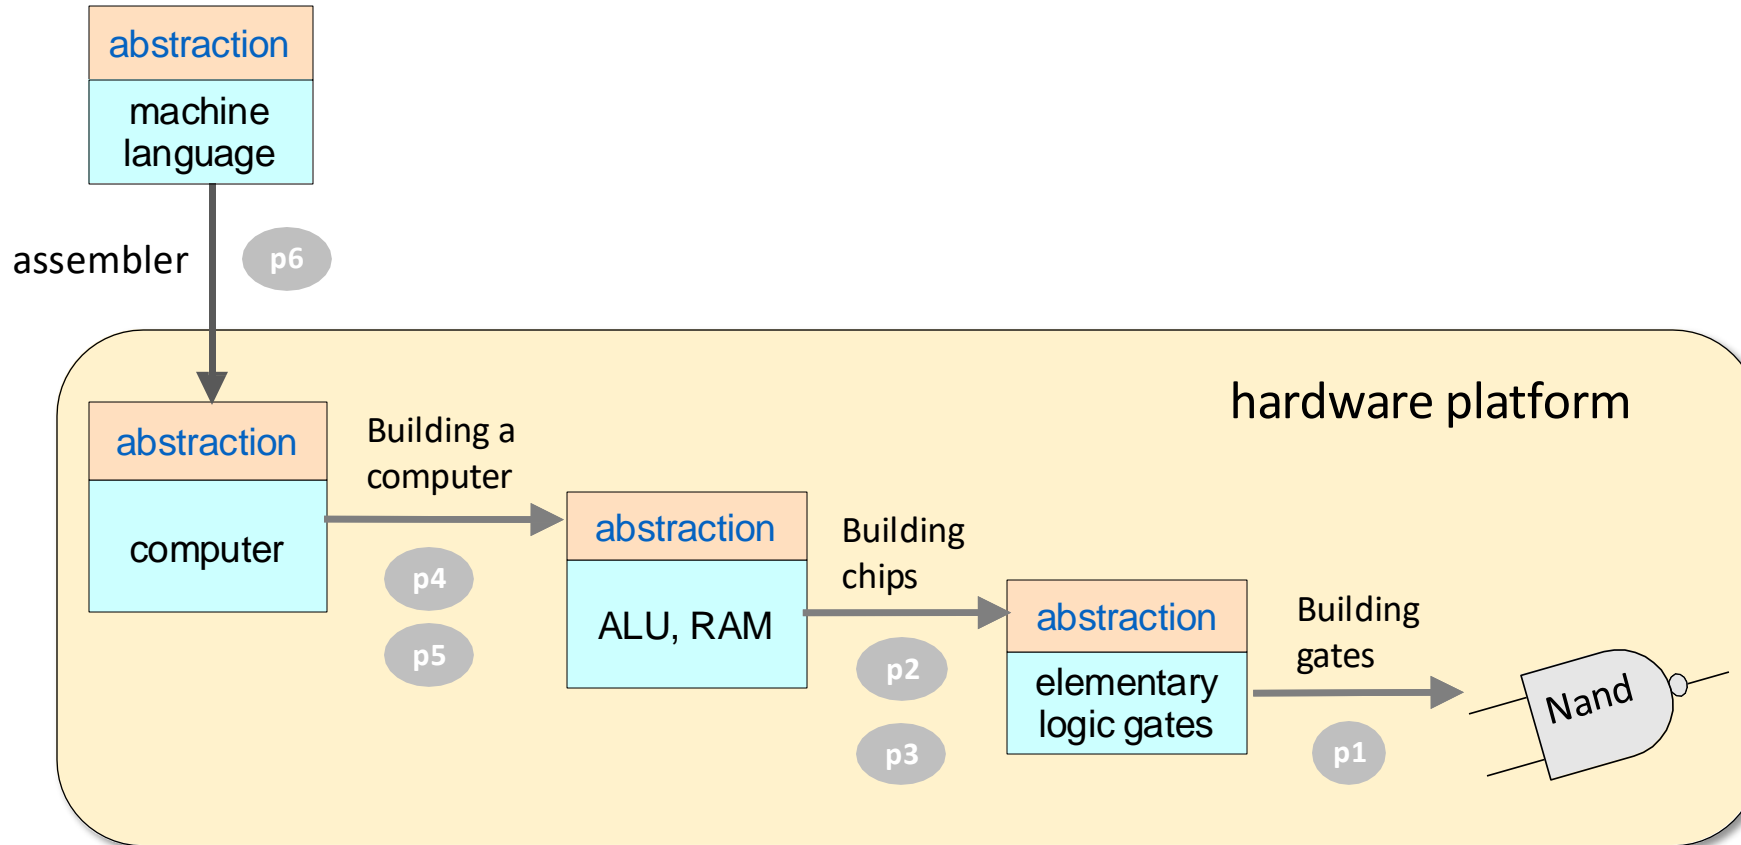 abstraction
machine
language
assembler
p6
hardware platform
abstraction
computer
Building a
computer
p4
p5
abstraction
ALU, RAM
Building
chips
p2
p3
abstraction
elementary
logic gates
Building
gates
p1
Nand